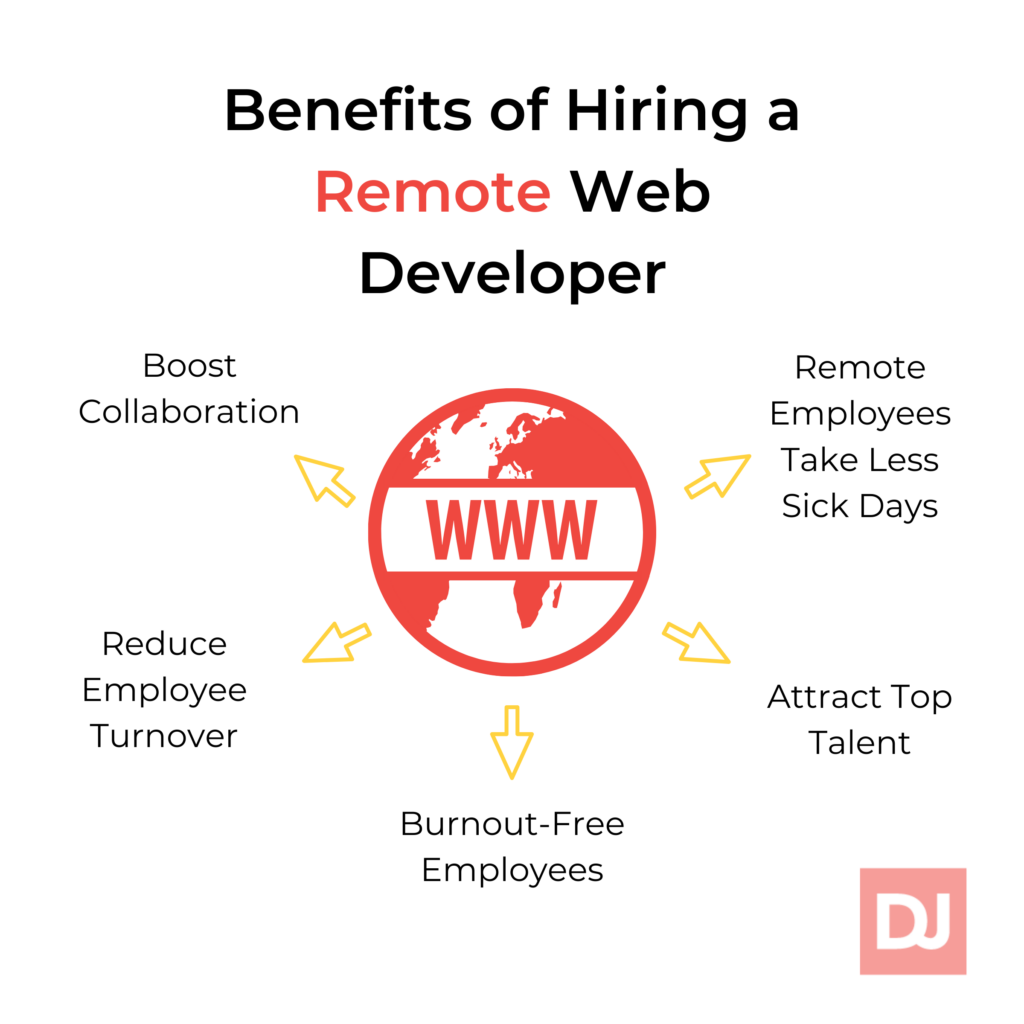 Benefits of Hiring a
Remote Web
Developer
Boost
Collaboration
Remote
Employees
Take Less
Sick Days
WWW
Reduce
Employee
Turnover
Attract Top
Talent
Burnout-Free
Employees
DJ